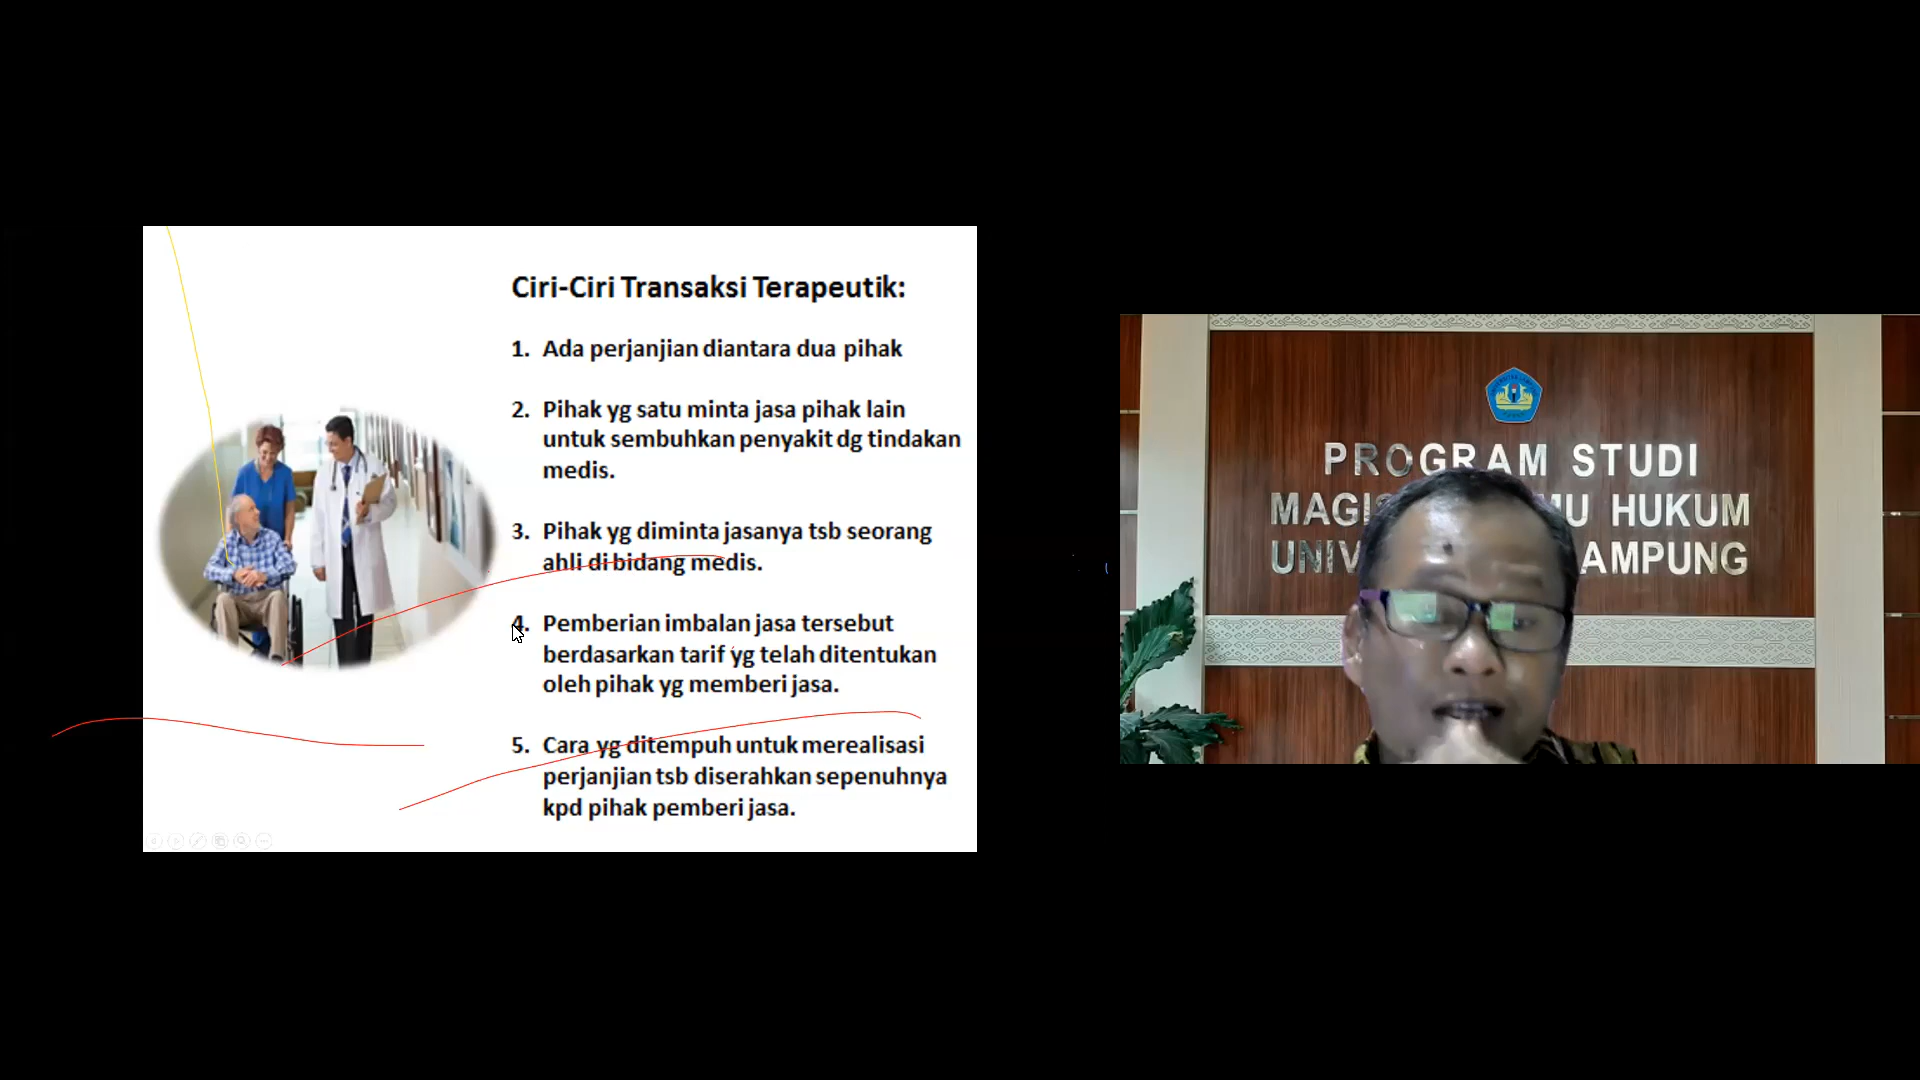 Ciri-Ciri Transaksi Terapeutik:
1. Ada perjanjian diantara dua pihak
2. Pihak yg satu minta jasa pihak lain
untuk sembuhkan penyakit dg tindakan
medis.
3. Pihak yg diminta jasanya tsb seorang
ahli di bidang medis.
4. Pemberian imbalan jasa tersebut
berdasarkan tarif yg telah ditentukan
oleh pihak yg memberi jasa.
5. Cara yg ditempuh untuk merealisasi
perjanjian tsb diserahkan sepenuhnya
kpd pihak pemberi jasa.
PROGRAM STUDI
MAGIS MU HUKUM
UNIV AMPUNG